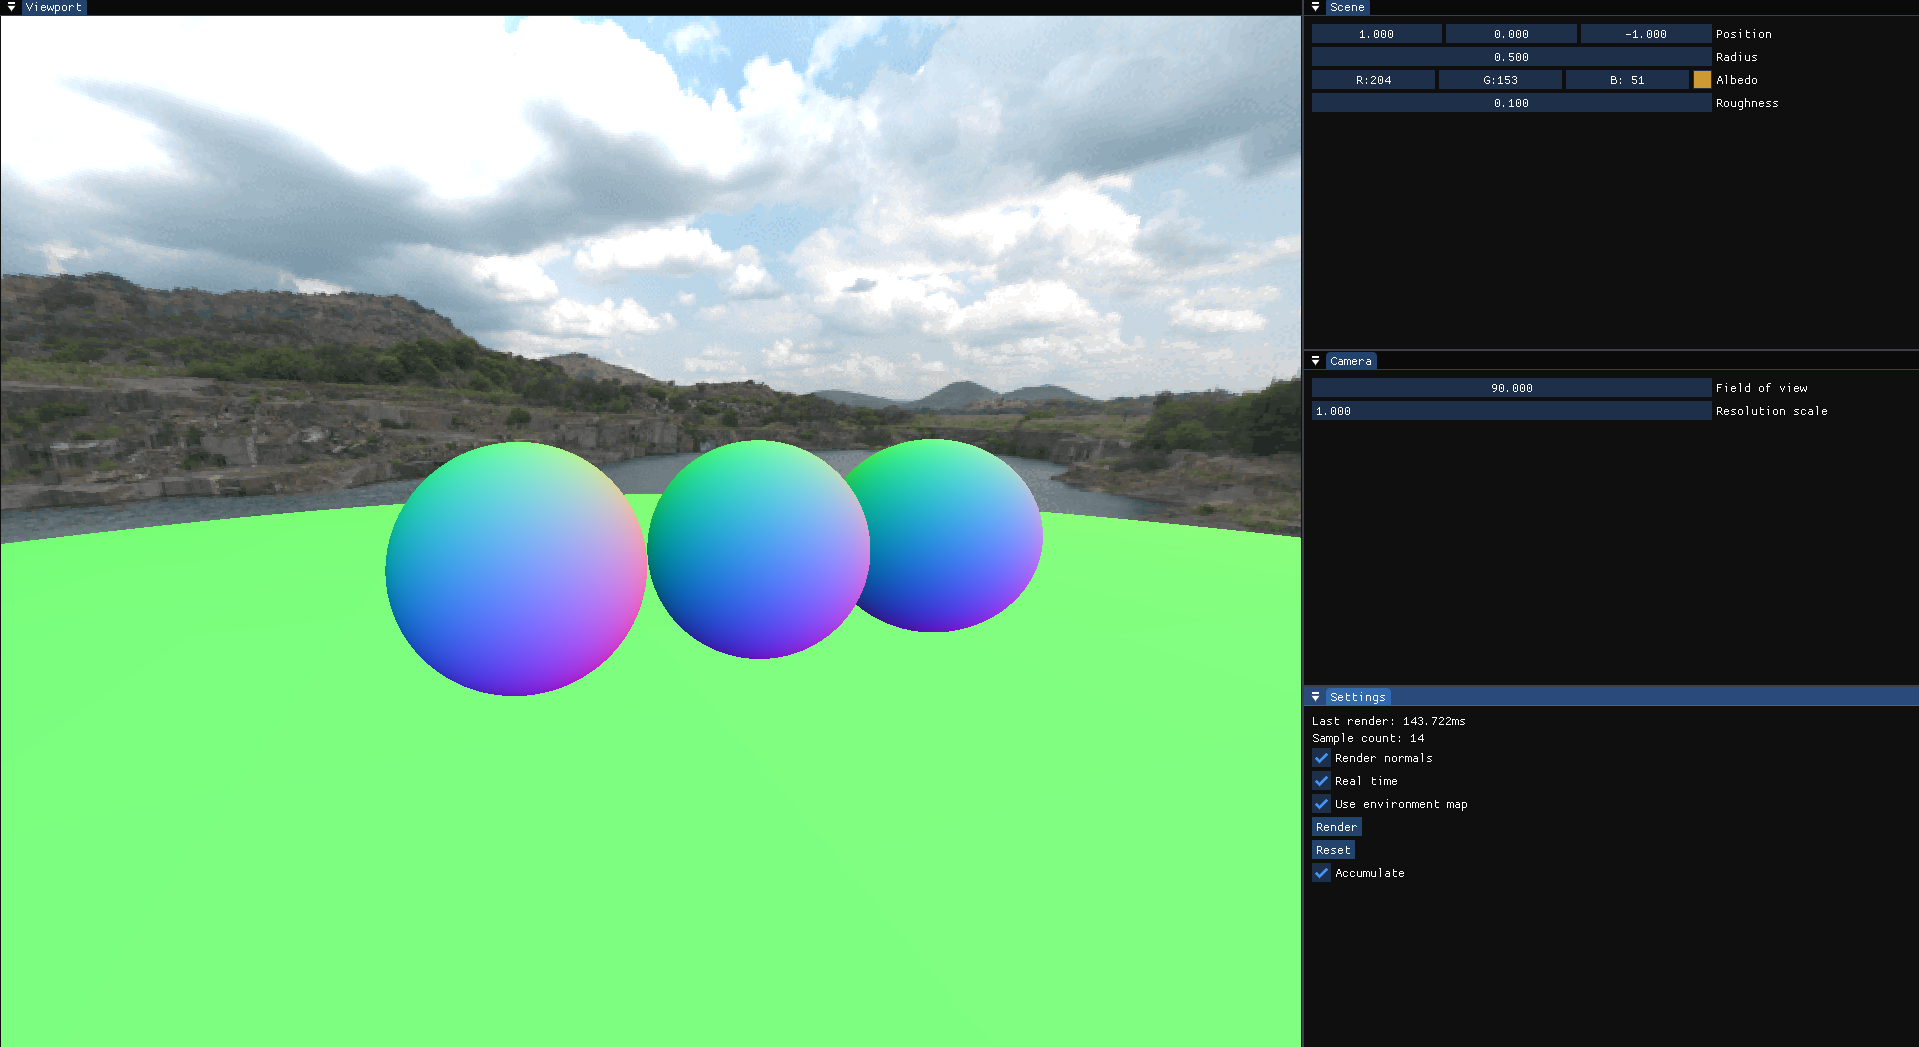 Viewport
Scene
1.000 0.000 -1.000 Position
0.500 Radius
R:204 G:153 B: 51 Albedo
0.100 Roughness
Camera
90.000 Field of view
1.000 Resolution scale
Settings
Last render: 143.722ms
Sample count: 14
Render normals
Real time
Use environment map
Render
Reset
Accumulate